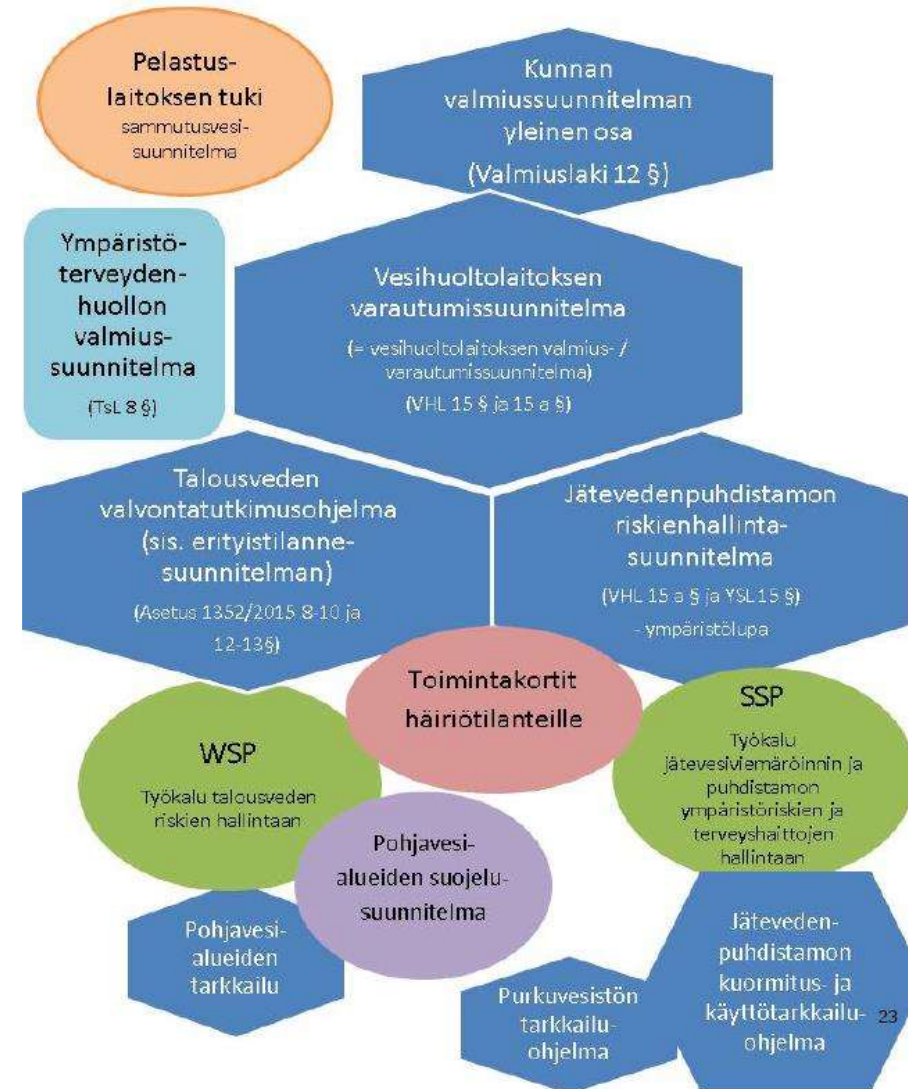 Pelastus-
laitoksen tuki
sammutusvesi-
suunnitelma
Kunnan
valmiussuunnitelman
yleinen osa
(Valmiuslaki 12 §)
Ympäristö-
terveyden-
huollon
valmius-
suunnitelma
(TsL 8 §)
Vesihuoltolaitoksen
varautumissuunnitelma
(= vesihuoltolaitoksen valmius- /
varautumissuunnitelma)
(VHL 15 § ja 15 a §)
Talousveden
valvontatutkimusohjelma
(sis. erityistilanne-
suunnitelman)
(Asetus 1352/2015 8-10 ja
12-13§)
Jätevedenpuhdistamon
riskienhallinta-
suunnitelma
(VHL 15 a § ja YSL 15 §)
- ympäristölupa
Toimintakortit
häiriötilanteille
WSP
Työkalu talousveden
riskien hallintaan
SSP
Työkalu
jätevesiviemäröinnin ja
puhdistamon
ympäristöriskien ja
terveyshaittojen
hallintaan
Pohjavesi-
alueiden suojelu-
suunnitelma
Pohjavesi-
alueiden
tarkkailu
Purkuvesistön
tarkkailu-
ohjelma
Jäteveden-
puhdistamon
kuormitus- ja
käyttötarkkailu-
ohjelma
23